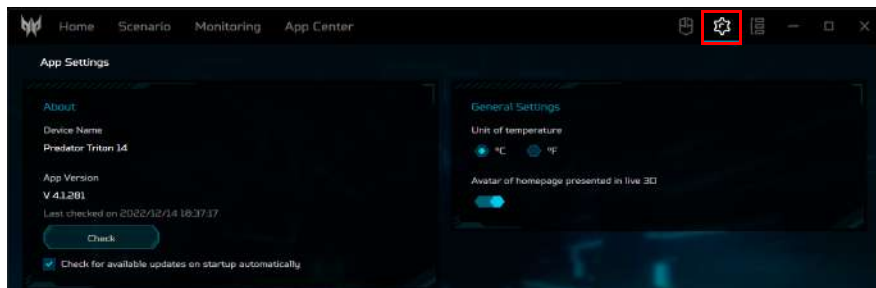 Home Scenario Monitoring App Center
App Settings
About
Device Name
Predator Triton 14
App Version
V 4.1.281
Last checked on 2022/12/14 18:37:17
Check
Check for available updates on startup automatically
General Settings
Unit of temperature
°C °F
Avatar of homepage presented in live 3D